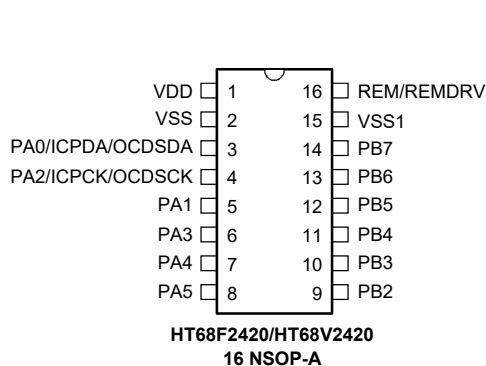 VDD 1 16 REM/REMDRV
VSS 2 15 VSS1
PA0/ICPDA/OCDSDA 3 14 PB7
PA2/ICPCK/OCDSCK 4 13 PB6
PA1 5 12 PB5
PA3 6 11 PB4
PA4 7 10 PB3
PA5 8 9 PB2
HT68F2420/HT68V2420
16 NSOP-A